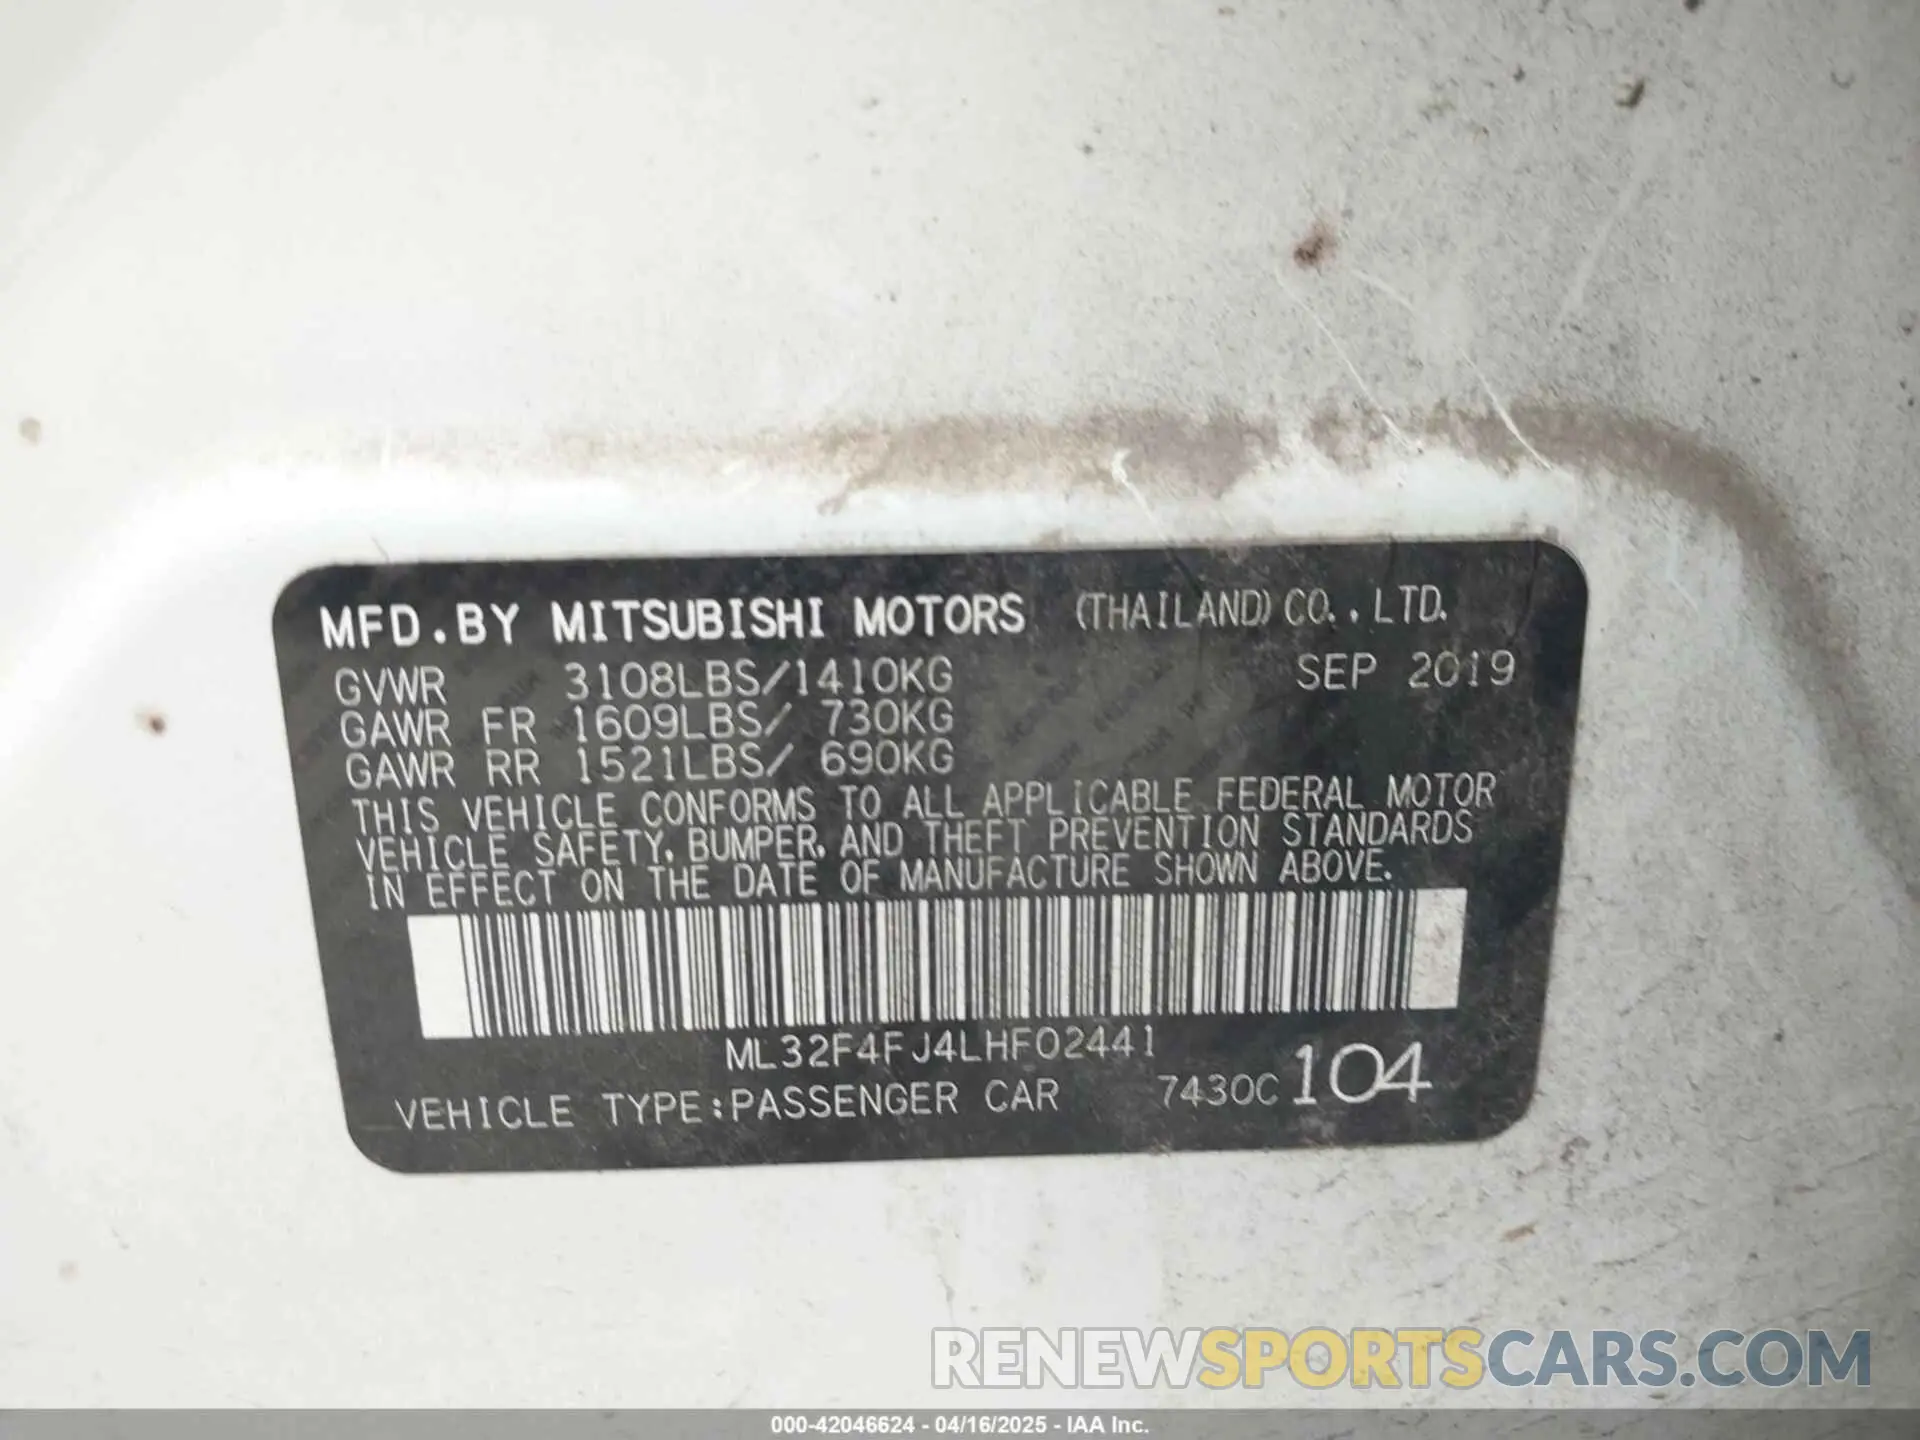 MFD.BY MITSUBISHI MOTORS (THAILAND) CO., LTD.
GVWR 3108LBS/1410KG SEP 2019
GAWR FR 1609LBS/ 730KG
GAWR RR 1521LBS/ 690KG
THIS VEHICLE CONFORMS TO ALL APPLICABLE FEDERAL MOTOR
VEHICLE SAFETY, BUMPER, AND THEFT PREVENTION STANDARDS
IN EFFECT ON THE DATE OF MANUFACTURE SHOWN ABOVE.
ML32F4FJ4LHF02441
VEHICLE TYPE:PASSENGER CAR 7430C 104
RENEWSPORTSCARS.COM
000-42046624 - 04/16/2025 - IAA Inc.